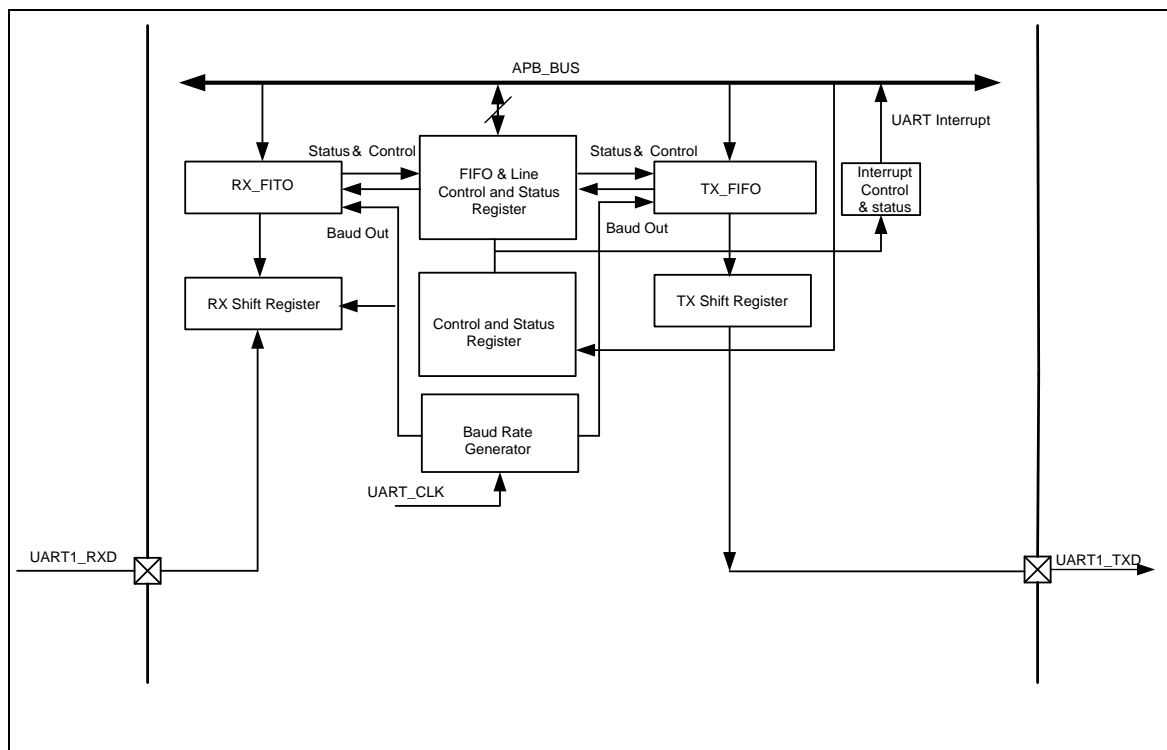 APB_BUS
UART Interrupt
Status & Control
Status & Control
RX_FITO
FIFO & Line
Control and Status
Register
TX_FIFO
Interrupt
Control
& status
Baud Out
Baud Out
RX Shift Register
Control and Status
Register
TX Shift Register
Baud Rate
Generator
UART_CLK
UART1_RXD
UART1_TXD